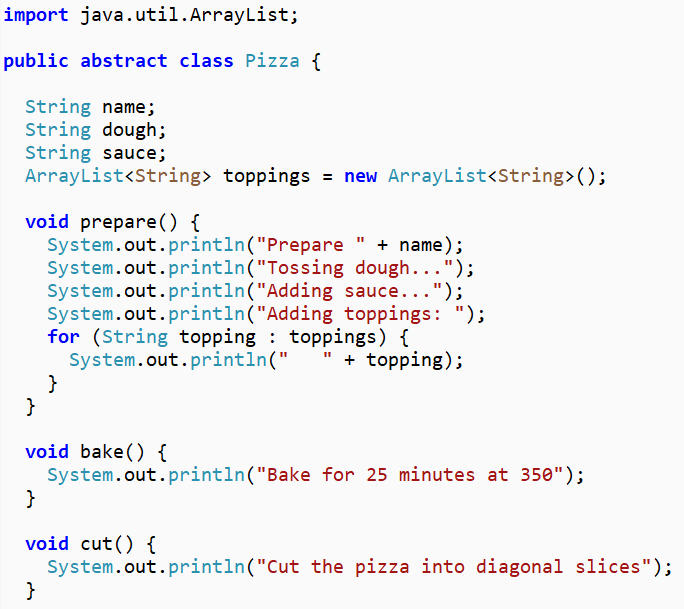 import java.util.ArrayList;

public abstract class Pizza {

  String name;
  String dough;
  String sauce;
  ArrayList<String> toppings = new ArrayList<String>();

  void prepare() {
    System.out.println("Prepare " + name);
    System.out.println("Tossing dough...");
    System.out.println("Adding sauce...");
    System.out.println("Adding toppings: ");
    for (String topping : toppings) {
      System.out.println("   " + topping);
    }
  }

  void bake() {
    System.out.println("Bake for 25 minutes at 350");
  }

  void cut() {
    System.out.println("Cut the pizza into diagonal slices");
  }